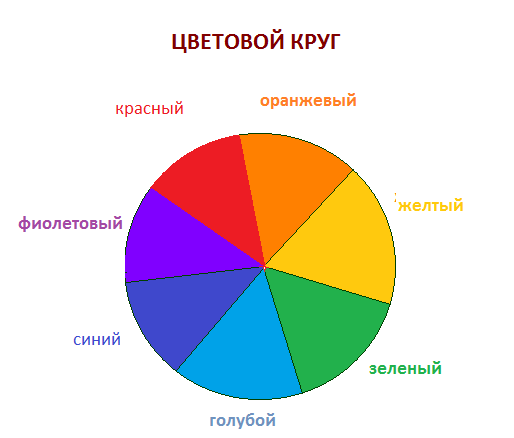 ЦВЕТОВОЙ КРУГ
оранжевый
красный
желтый
фиолетовый
синий
зеленый
голубой